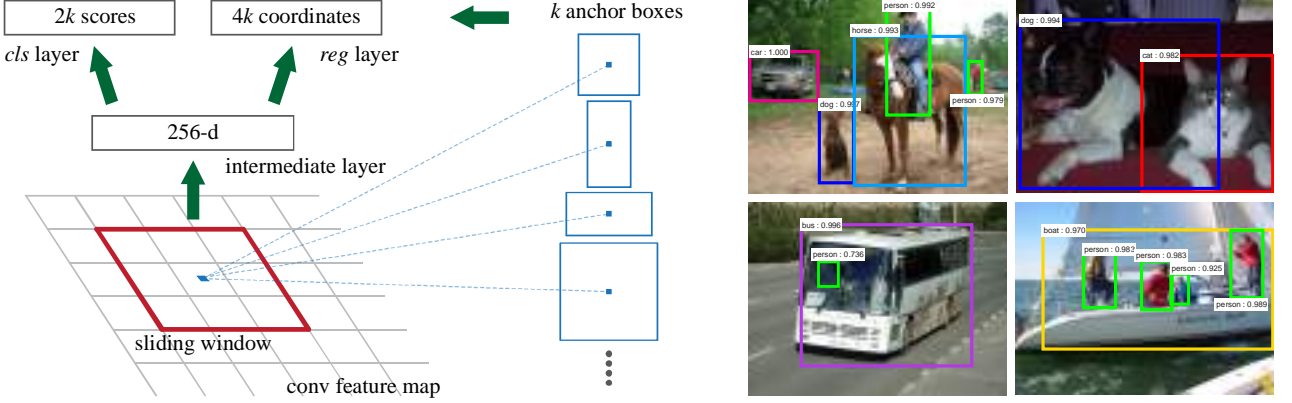 2k scores
4k coordinates
k anchor boxes
cls layer
reg layer
256-d
intermediate layer
sliding window
conv feature map
person : 0.992
horse : 0.993
car : 1.000
dog : 0.997
person : 0.979
dog : 0.994
cat : 0.982
bus : 0.996
person : 0.736
boat : 0.970
person : 0.983
person : 0.983
person : 0.925
person : 0.989